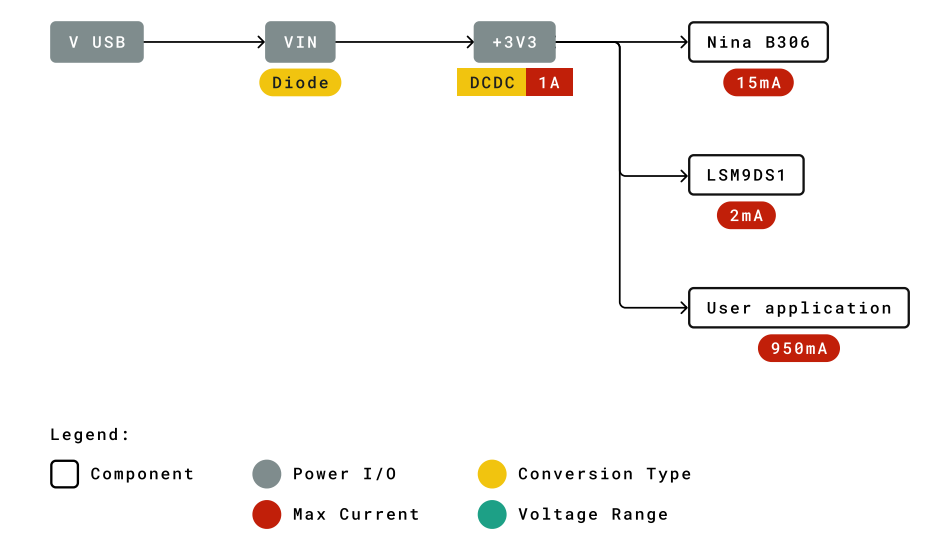 V USB
VIN
+3V3
Nina B306
Diode
DCDC
1A
15mA
LSM9DS1
2mA
User application
950mA
Legend:
Component
Power I/O
Conversion Type
Max Current
Voltage Range